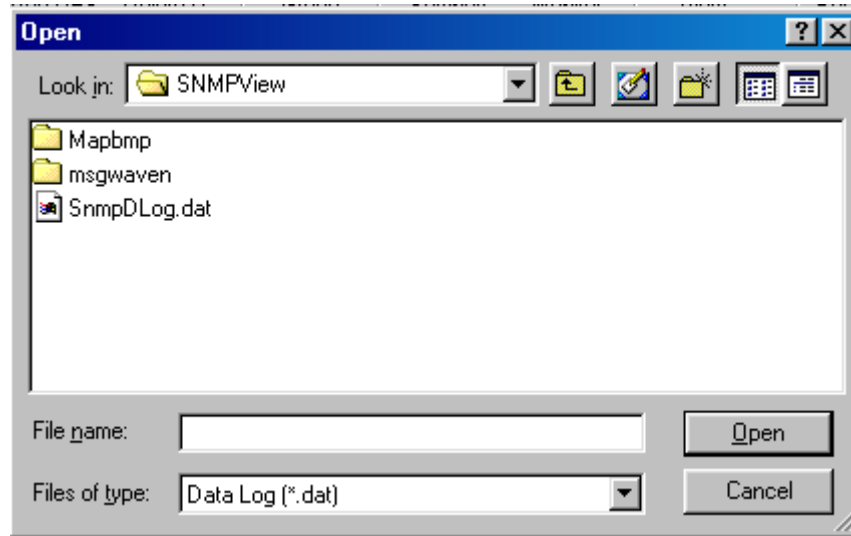 Open
Look in: SNMPView
Mapbmp
msgwaven
SnmpDLog.dat
File name:
Open
Files of type: Data Log (*.dat)
Cancel